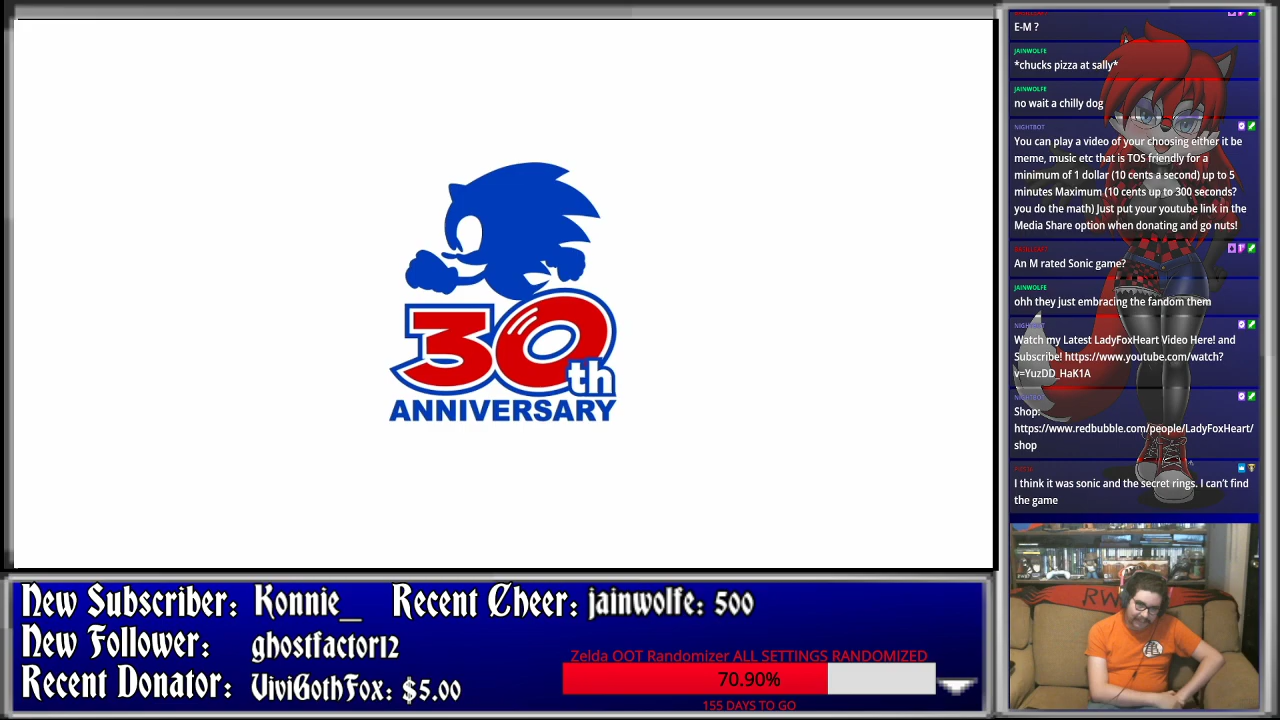 30th
ANNIVERSARY
E-M ?
JAINWOLFE
*chucks pizza at sally*
JAINWOLFE
no wait a chilly dog
NIGHTBOT
You can play a video of your choosing either it be
meme, music etc that is TOS friendly for a
minimum of 1 dollar (10 cents a second) up to 5
minutes Maximum (10 cents up to 300 seconds?
you do the math) Just put your youtube link in the
Media Share option when donating and go nuts!
An M rated Sonic game?
JAINWOLFE
ohh they just embracing the fandom them
NIGHTBOT
Watch my Latest LadyFoxHeart Video Here! and
Subscribe! https://www.youtube.com/watch?
v=YuzDD_HaK1A
NIGHTBOT
Shop:
https://www.redbubble.com/people/LadyFoxHeart/
shop
I think it was sonic and the secret rings. I can't find
the game
New Subscriber: Konnie__ Recent Cheer: jainwolfe: 500
New Follower: ghostfactor12
Recent Donator: ViviGothFox: $5.00
Zelda OOT Randomizer ALL SETTINGS RANDOMIZED
70.90%
155 DAYS TO GO
RW